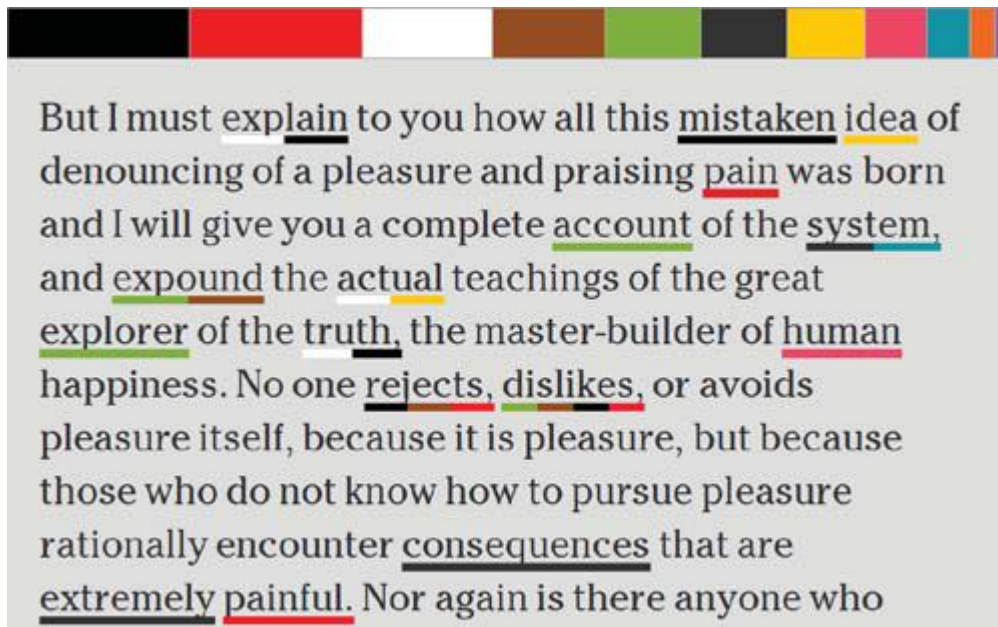 But I must explain to you how all this mistaken idea of
denouncing of a pleasure and praising pain was born
and I will give you a complete account of the system,
and expound the actual teachings of the great
explorer of the truth, the master-builder of human
happiness. No one rejects, dislikes, or avoids
pleasure itself, because it is pleasure, but because
those who do not know how to pursue pleasure
rationally encounter consequences that are
extremely painful. Nor again is there anyone who